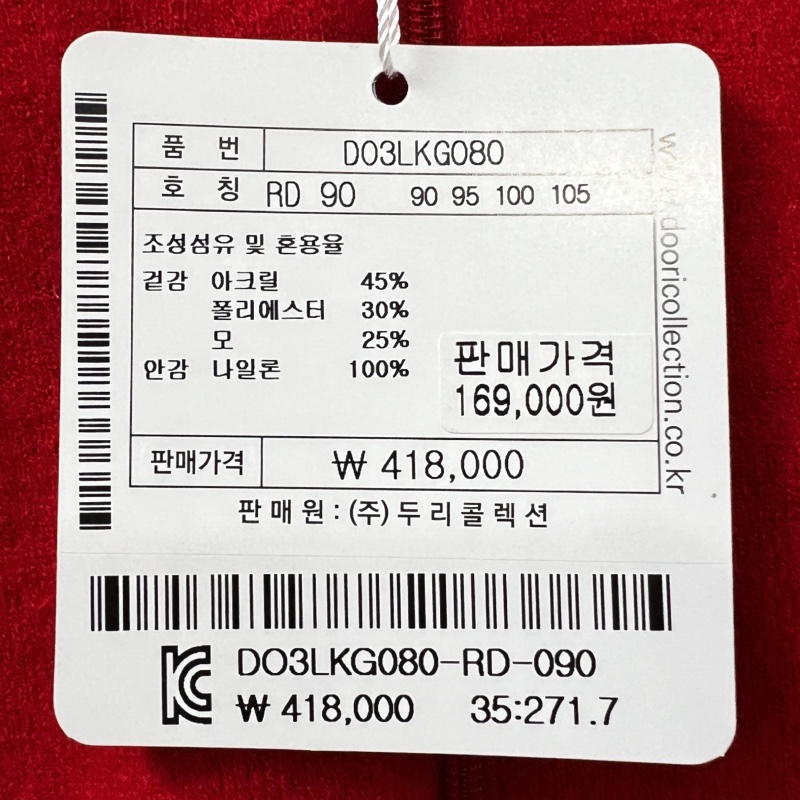 품 번 DO3LKGO80
호 칭 RD 90 90 95 100 105
조성섬유 및 혼용율
겉감 아크릴 45%
폴리에스터 30%
모 25%
안감 나일론 100%
판매가격
169,000원
판매가격 ₩ 418,000
판매원 : (주)두리콜렉션
www.dooricollection.co.kr
DO3LKG080-RD-090
₩ 418,000 35:271.7